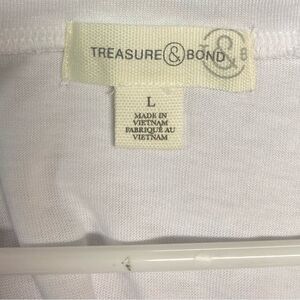 TREASURE & BOND
T & B
L
MADE IN
VIETNAM
FABRIQUÉ AU
VIETNAM